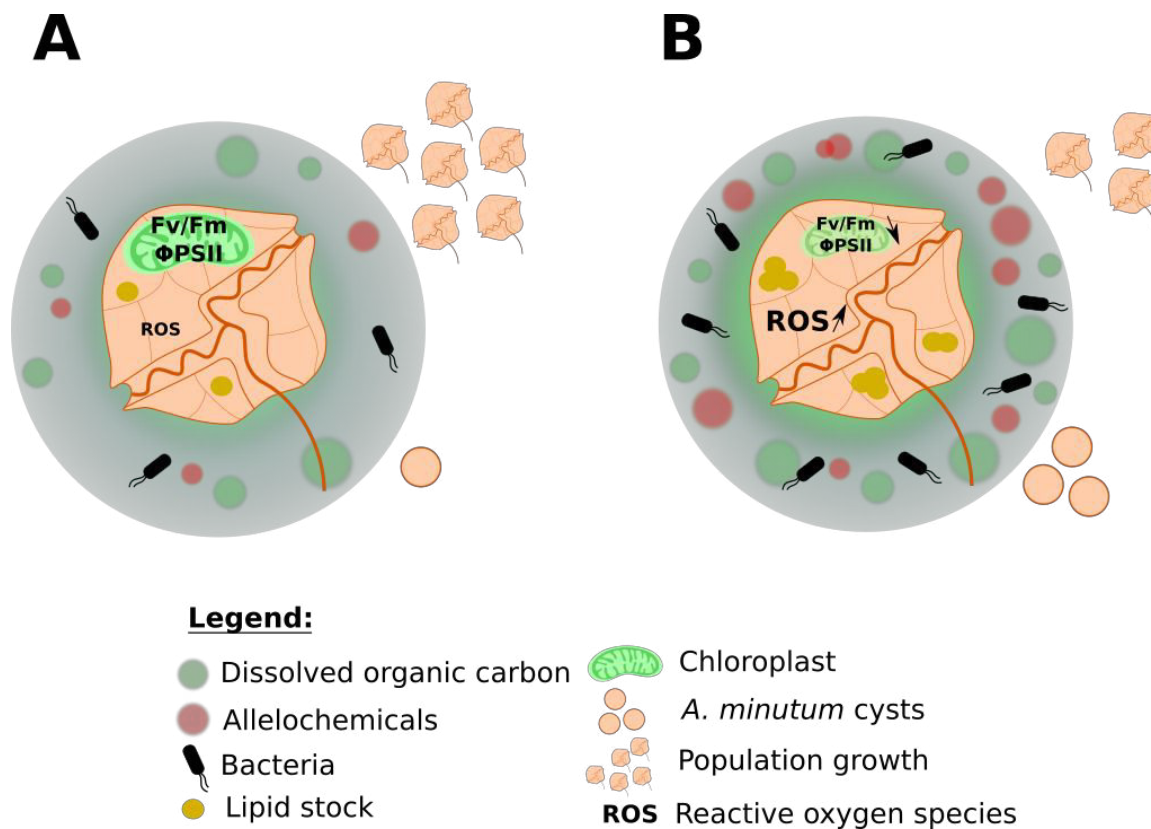 A
B
Fv/Fm
ΦPSII
ROS
Fv/Fm
ΦPSII
ROS
Legend:
Dissolved organic carbon
Allelochemicals
Bacteria
Lipid stock
Chloroplast
A. minutum cysts
Population growth
ROS Reactive oxygen species